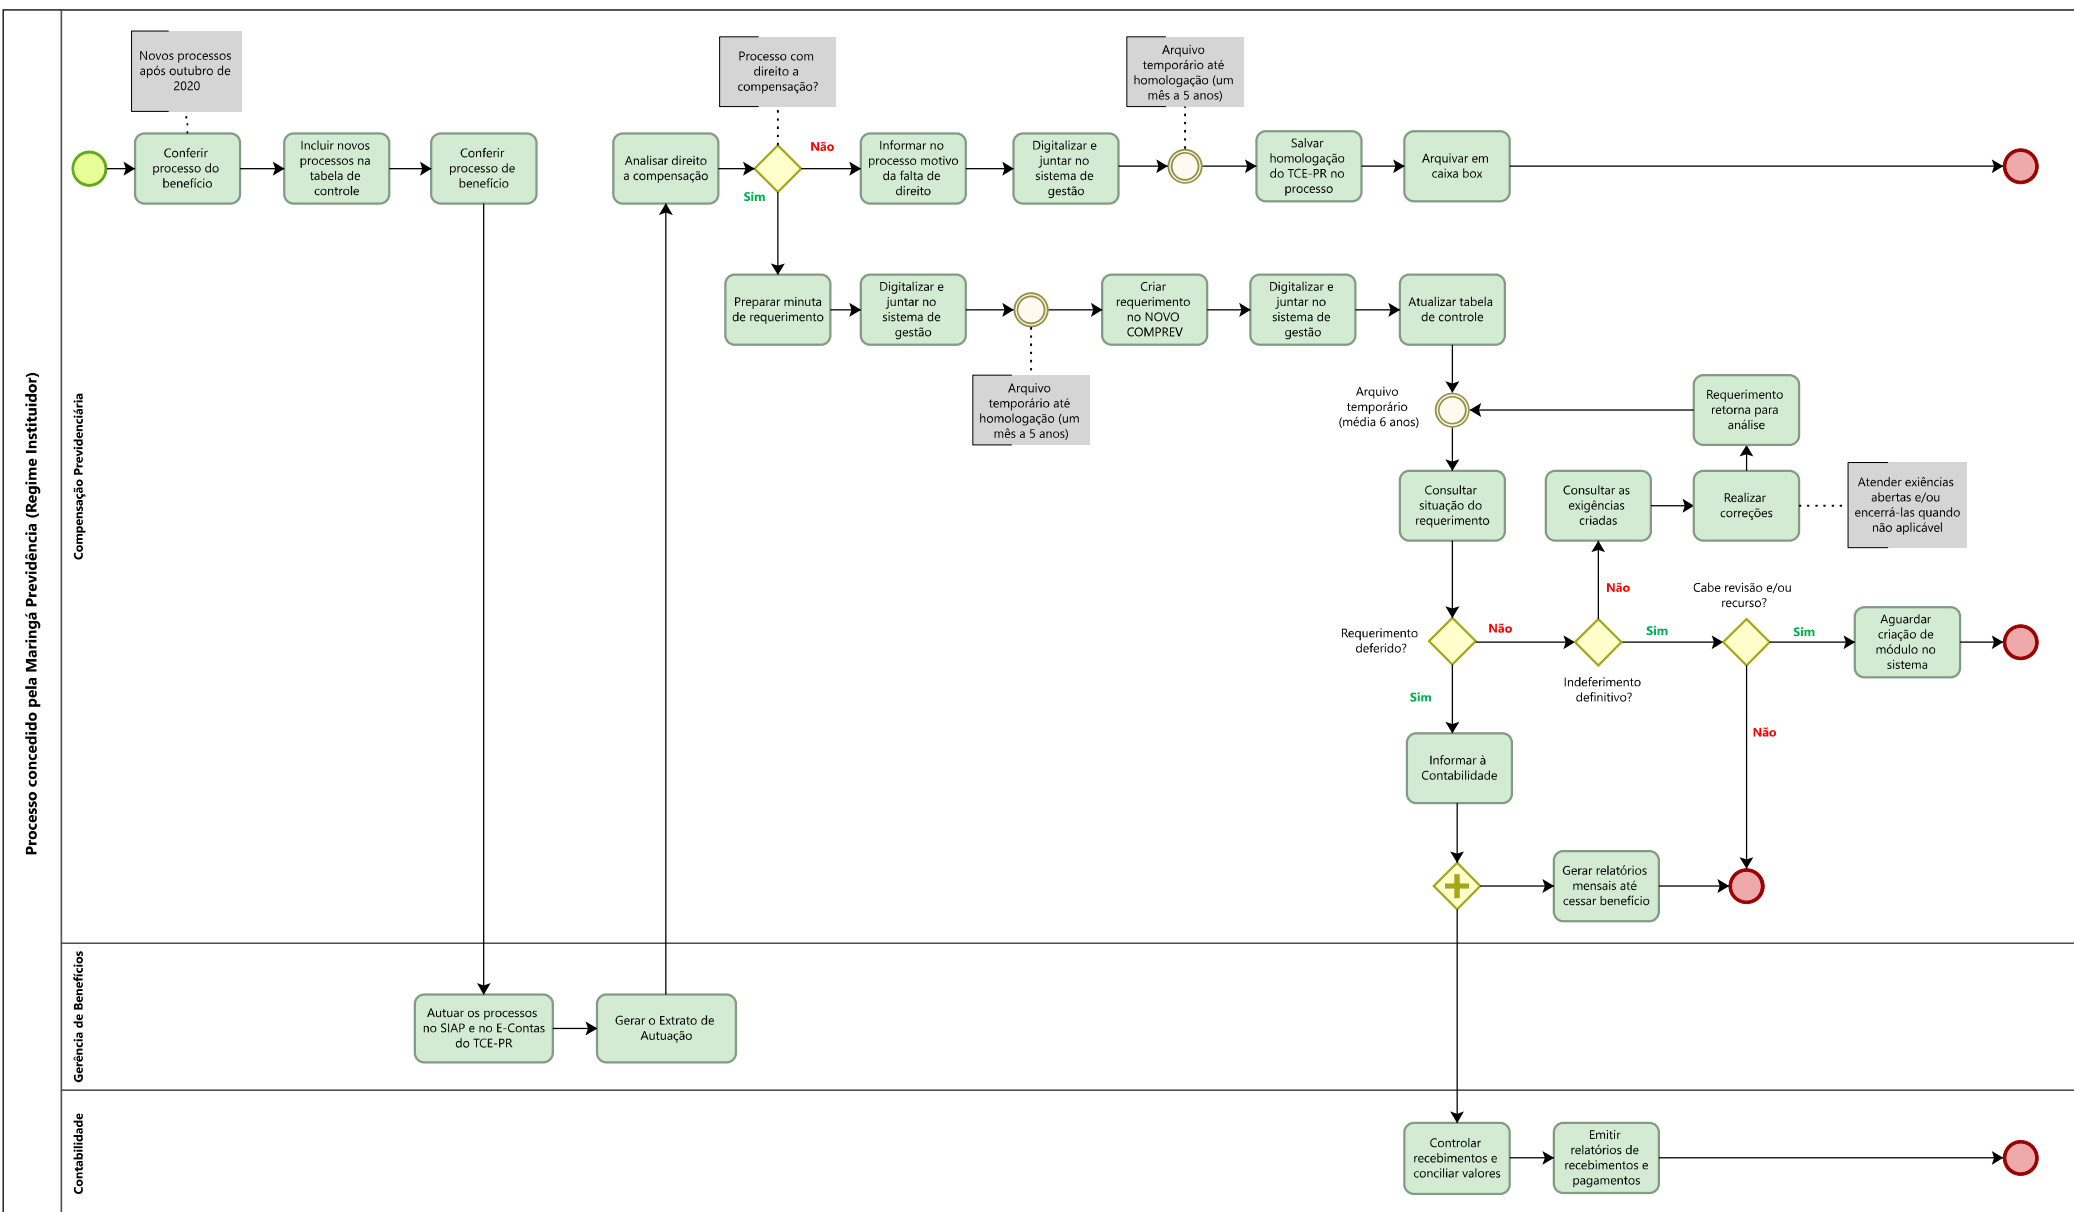 Processo concedido pela Maringá Previdência (Regime Instituidor)
Compensação Previdenciária
Novos processos
após outubro de
2020
Processo com
direito a
compensação?
Arquivo
temporário até
homologação (um
mês a 5 anos)
Conferir
processo do
benefício
Incluir novos
processos na
tabela de
controle
Conferir
processo de
benefício
Analisar direito
a compensação
Não
Sim
Informar no
processo motivo
da falta de
direito
Digitalizar e
juntar no
sistema de
gestão
Salvar
homologação
do TCE-PR no
processo
Arquivar em
caixa box
Preparar minuta
de requerimento
Digitalizar e
juntar no
sistema de
gestão
Criar
requerimento
no NOVO
COMPREV
Digitalizar e
juntar no
sistema de
gestão
Atualizar tabela
de controle
Arquivo
temporário até
homologação (um
mês a 5 anos)
Arquivo
temporário
(média 6 anos)
Requerimento
retorna para
análise
Consultar
situação do
requerimento
Consultar as
exigências
criadas
Realizar
correções
Atender exiências
abertas e/ou
encerrá-las quando
não aplicável
Requerimento
deferido?
Não
Sim
Não
Indeferimento
definitivo?
Sim
Cabe revisão e/ou
recurso?
Sim
Não
Aguardar
criação de
módulo no
sistema
Informar à
Contabilidade
Gerar relatórios
mensais até
cessar benefício
Gerência de Benefícios
Autuar os processos
no SIAP e no E-Contas
do TCE-PR
Gerar o Extrato de
Autuação
Contabilidade
Controlar
recebimentos e
conciliar valores
Emitir
relatórios de
recebimentos e
pagamentos